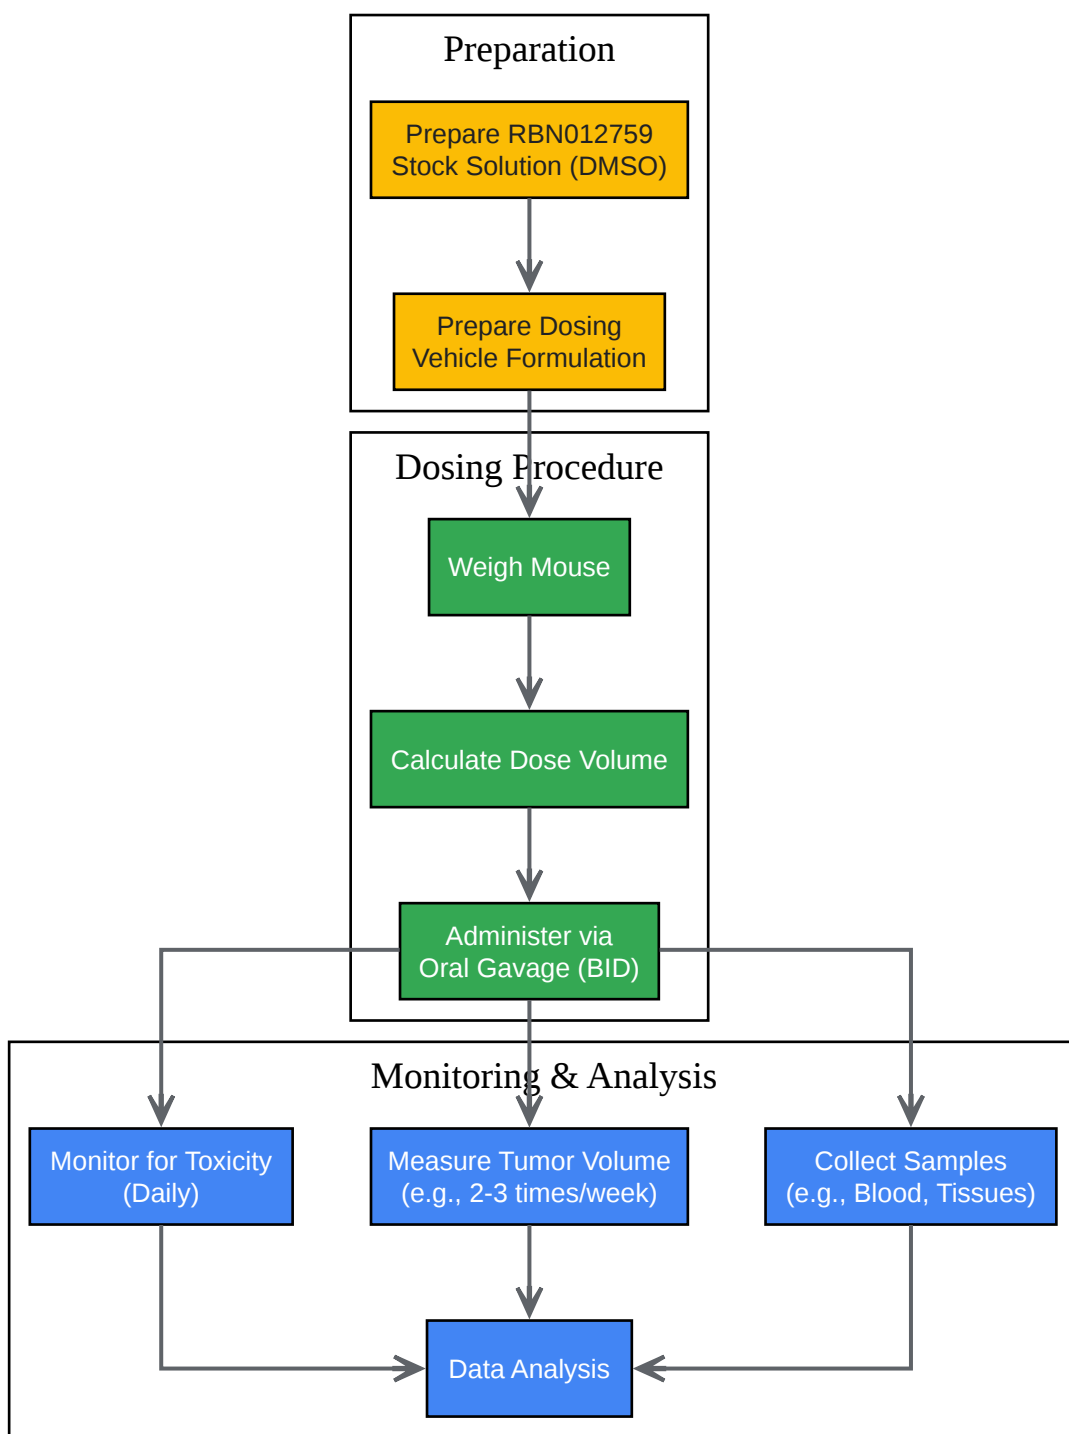 Preparation
Prepare RBN012759
Stock Solution (DMSO)
Prepare Dosing
Vehicle Formulation
Dosing Procedure
Weigh Mouse
Calculate Dose Volume
Administer via
Oral Gavage (BID)
Monitoring & Analysis
Monitor for Toxicity
(Daily)
Measure Tumor Volume
(e.g., 2-3 times/week)
Collect Samples
(e.g., Blood, Tissues)
Data Analysis